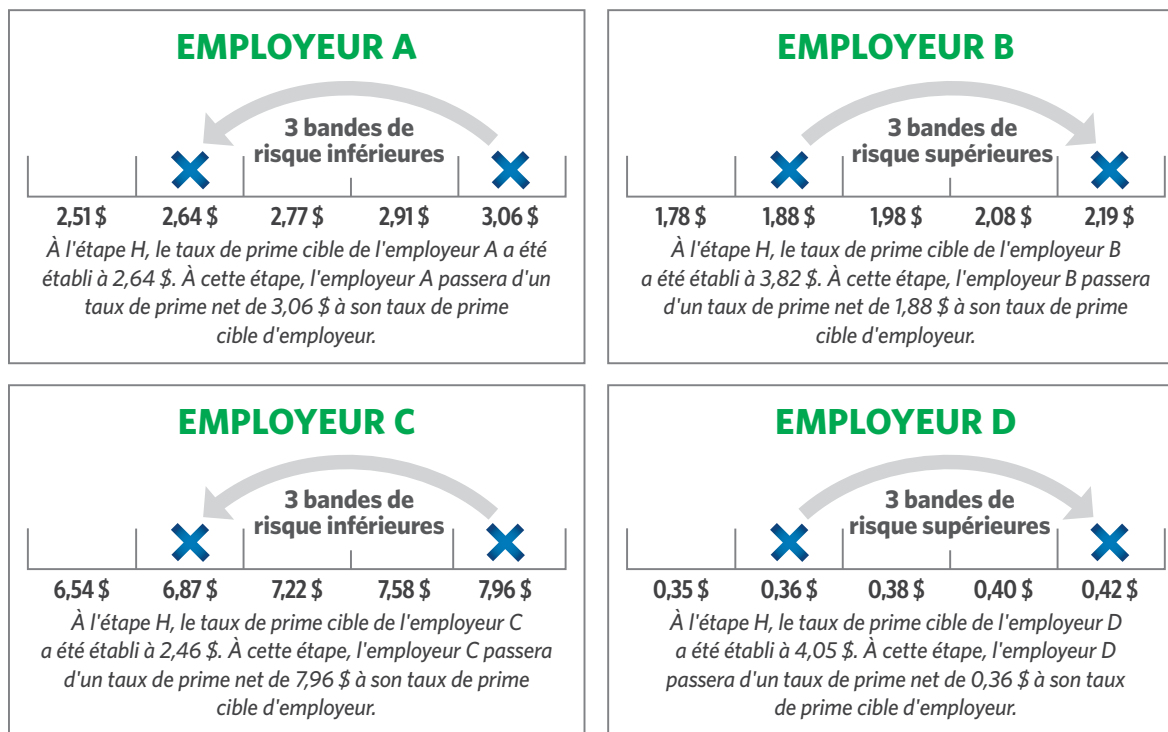 EMPLOYEUR A
3 bandes de
risque inférieures
2,51 $ 2,64 $ 2,77 $ 2,91 $ 3,06 $
À l'étape H, le taux de prime cible de l'employeur A a été
établi à 2,64 $. À cette étape, l'employeur A passera d'un
taux de prime net de 3,06 $ à son taux de prime
cible d'employeur.
EMPLOYEUR B
3 bandes de
risque supérieures
1,78 $ 1,88 $ 1,98 $ 2,08 $ 2,19 $
À l'étape H, le taux de prime cible de l'employeur B
a été établi à 3,82 $. À cette étape, l'employeur B passera
d'un taux de prime net de 1,88 $ à son taux de prime
cible d'employeur.
EMPLOYEUR C
3 bandes de
risque inférieures
6,54 $ 6,87 $ 7,22 $ 7,58 $ 7,96 $
À l'étape H, le taux de prime cible de l'employeur C
a été établi à 2,46 $. À cette étape, l'employeur C passera
d'un taux de prime net de 7,96 $ à son taux de prime
cible d'employeur.
EMPLOYEUR D
3 bandes de
risque supérieures
0,35 $ 0,36 $ 0,38 $ 0,40 $ 0,42 $
À l'étape H, le taux de prime cible de l'employeur D
a été établi à 4,05 $. À cette étape, l'employeur D
passera d'un taux de prime net de 0,36 $ à son taux
de prime cible d'employeur.